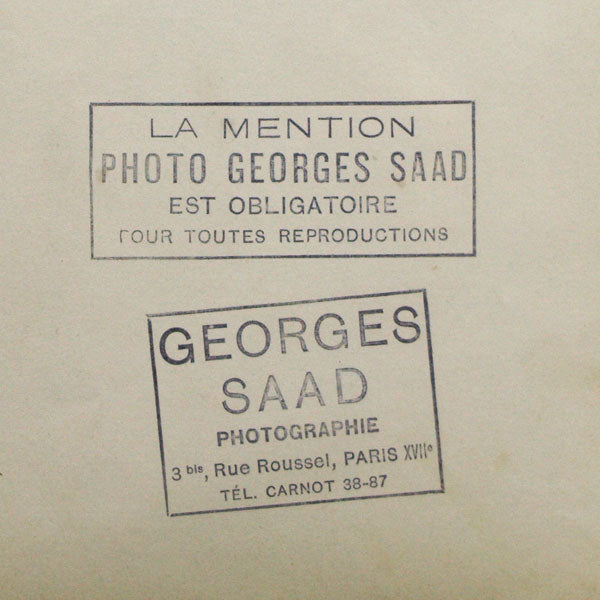 LA MENTION
PHOTO GEORGES SAAD
EST OBLIGATOIRE
POUR TOUTES REPRODUCTIONS
GEORGES
SAAD
PHOTOGRAPHIE
3 bis, Rue Roussel, PARIS XVIIe
TÉL. CARNOT 38-87